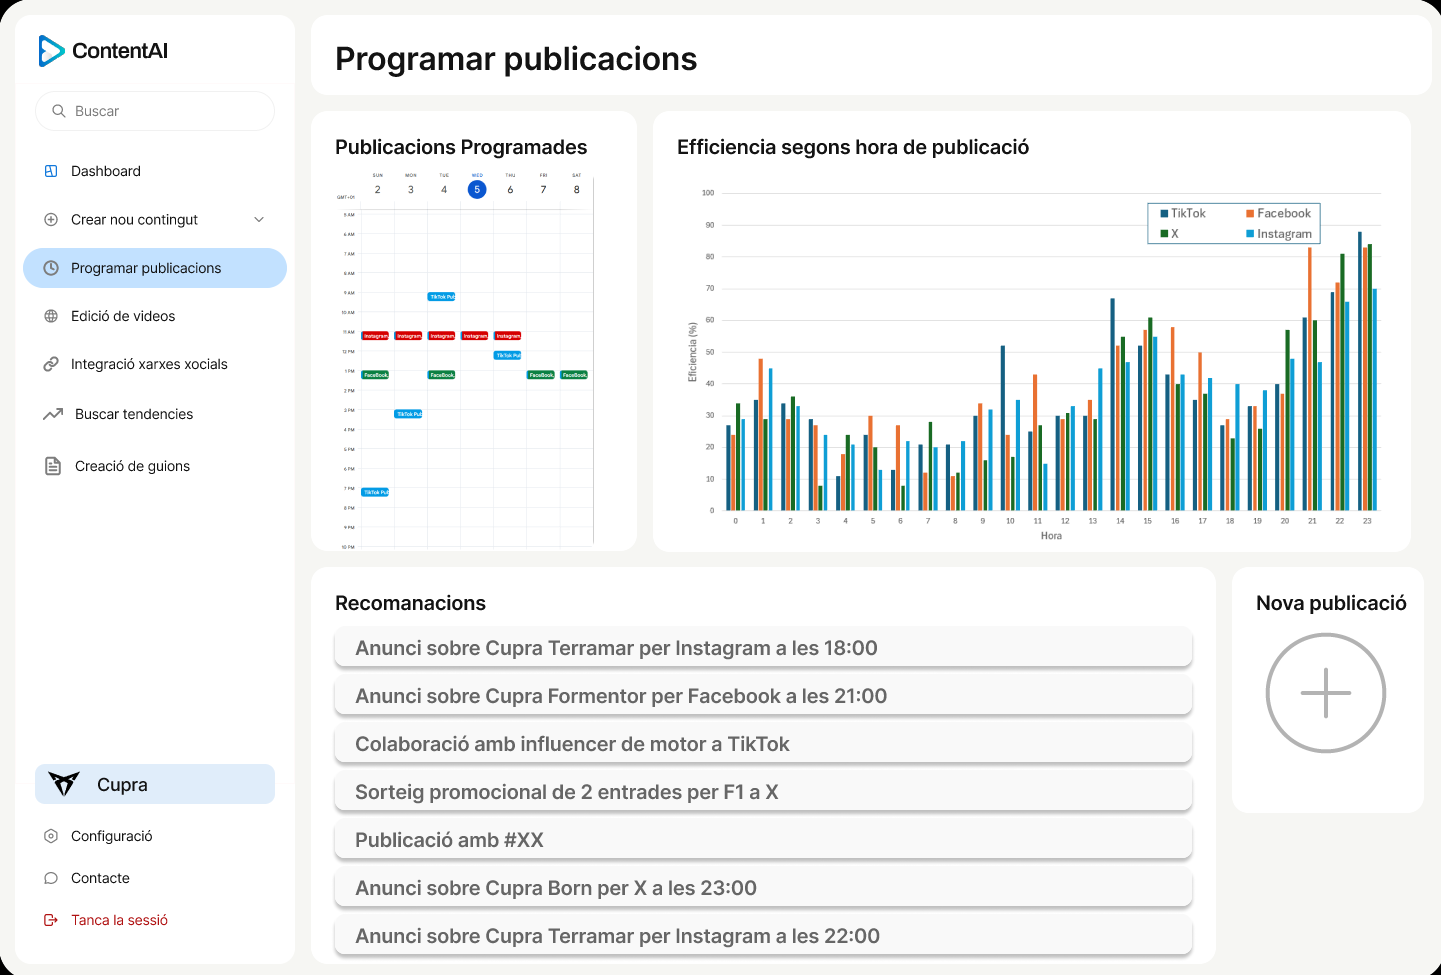 ContentAI
Buscar
Dashboard
Crear nou contingut
Programar publicacions
Edició de videos
Integració xarxes xocials
Buscar tendencies
Creació de guions
Cupra
Configuració
Contacte
Tanca la sessió
Programar publicacions
Publicacions Programades
SUN MON TUE WED THU FRI SAT
2 3 4 5 6 7 8
GMT+01
5 AM
6 AM
7 AM
8 AM
9 AM
TikTok Pub
10 AM
11 AM
Instagram Instagram Instagram Instagram Instagram
12 PM
TikTok Pub
1 PM
FaceBook. FaceBook. FaceBook. FaceBook.
2 PM
3 PM
TikTok Pub
4 PM
5 PM
6 PM
7 PM
TikTok Pub
8 PM
9 PM
10 PM
Efficiencia segons hora de publicació
TikTok Facebook
X Instagram
100
90
80
70
60
50
40
30
20
10
0
Eficiencia (%)
0 1 2 3 4 5 6 7 8 9 10 11 12 13 14 15 16 17 18 19 20 21 22 23
Hora
Recomanacions
Anunci sobre Cupra Terramar per Instagram a les 18:00
Anunci sobre Cupra Formentor per Facebook a les 21:00
Colaboració amb influencer de motor a TikTok
Sorteig promocional de 2 entrades per F1 a X
Publicació amb #XX
Anunci sobre Cupra Born per X a les 23:00
Anunci sobre Cupra Terramar per Instagram a les 22:00
Nova publicació